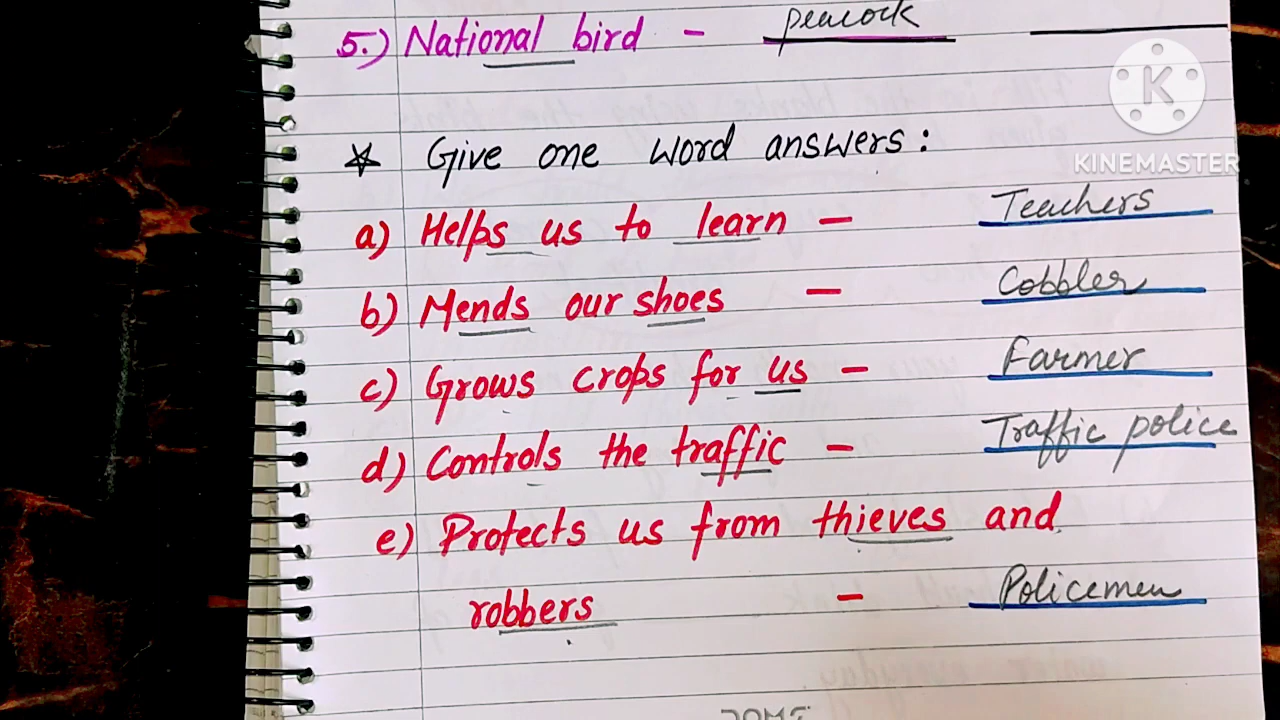 5.) National bird - peacock
K
KINEMASTER
Give one word answers :
a) Helps us to learn - Teachers
b) Mends our shoes - Cobbler
c) Grows crops for us - Farmer
d) Controls the traffic - Traffic police
e) Protects us from thieves and
robbers - Policemen